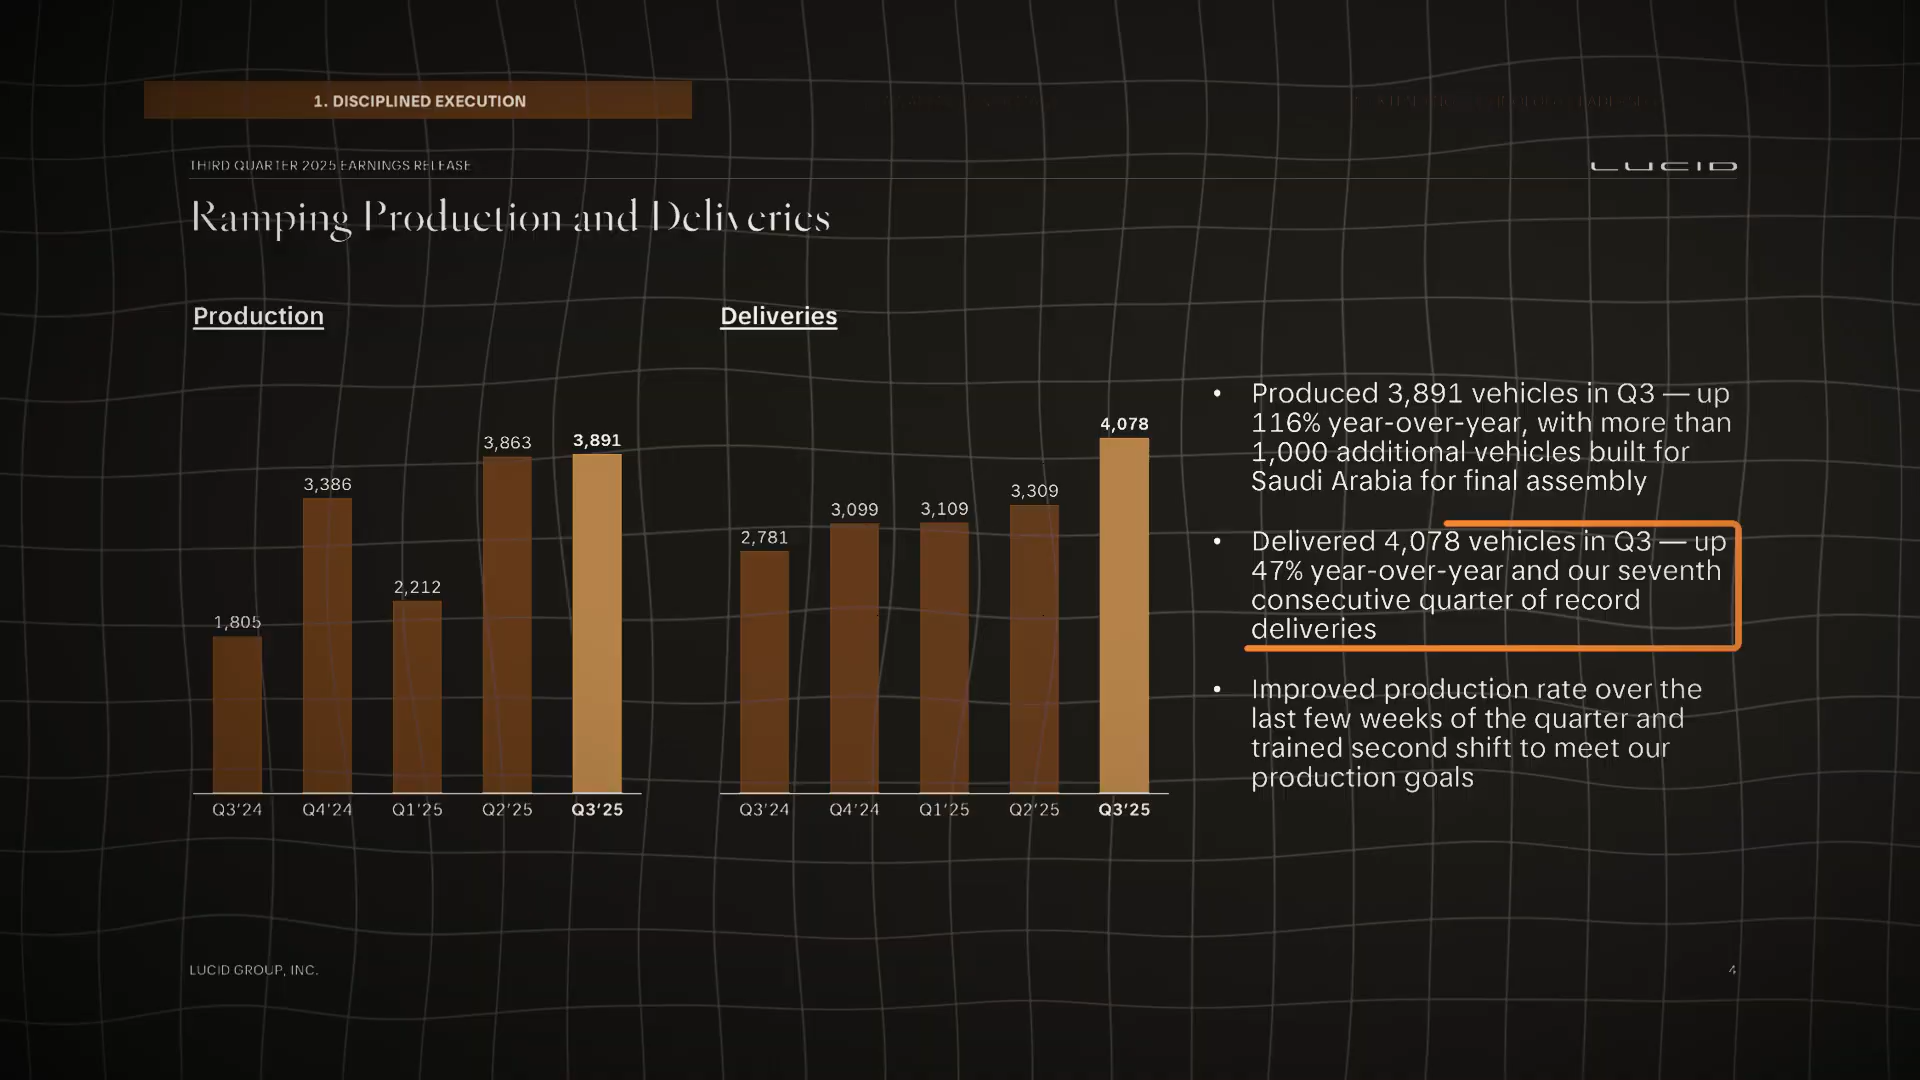 1. DISCIPLINED EXECUTION
THIRD QUARTER 2025 EARNINGS RELEASE
LUCID
Ramping Production and Deliveries
Production
1,805
3,386
2,212
3,863
3,891
Q3’24
Q4’24
Q1’25
Q2’25
Q3’25
Deliveries
2,781
3,099
3,109
3,309
4,078
Q3’24
Q4’24
Q1’25
Q2’25
Q3’25
• Produced 3,891 vehicles in Q3 — up
116% year-over-year, with more than
1,000 additional vehicles built for
Saudi Arabia for final assembly
• Delivered 4,078 vehicles in Q3 — up
47% year-over-year and our seventh
consecutive quarter of record
deliveries
• Improved production rate over the
last few weeks of the quarter and
trained second shift to meet our
production goals
LUCID GROUP, INC.
4